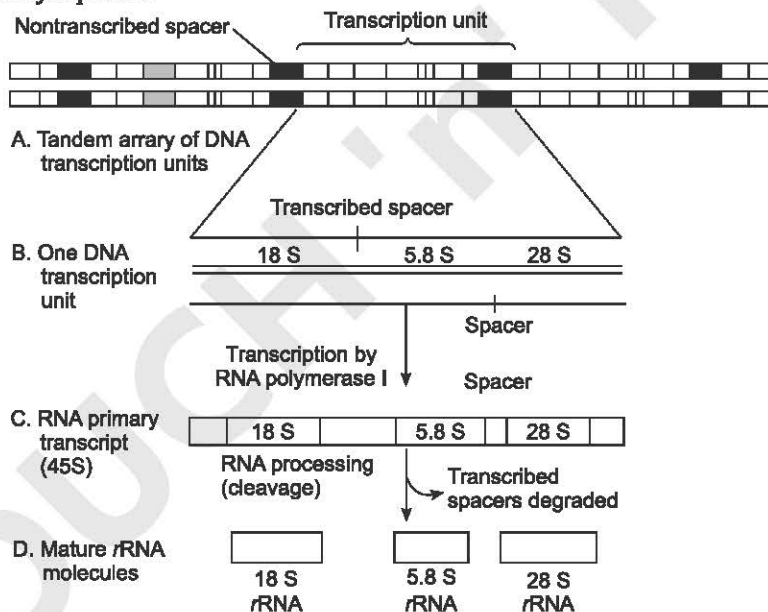 Nontranscribed spacer
Transcription unit
A. Tandem arrary of DNA
transcription units
Transcribed spacer
B. One DNA
transcription
unit
18 S 5.8 S 28 S
Spacer
Transcription by
RNA polymerase I
Spacer
C. RNA primary
transcript
(45S)
18 S 5.8 S 28 S
RNA processing
(cleavage)
Transcribed
spacers degraded
D. Mature rRNA
molecules
18 S 5.8 S 28 S
rRNA rRNA rRNA